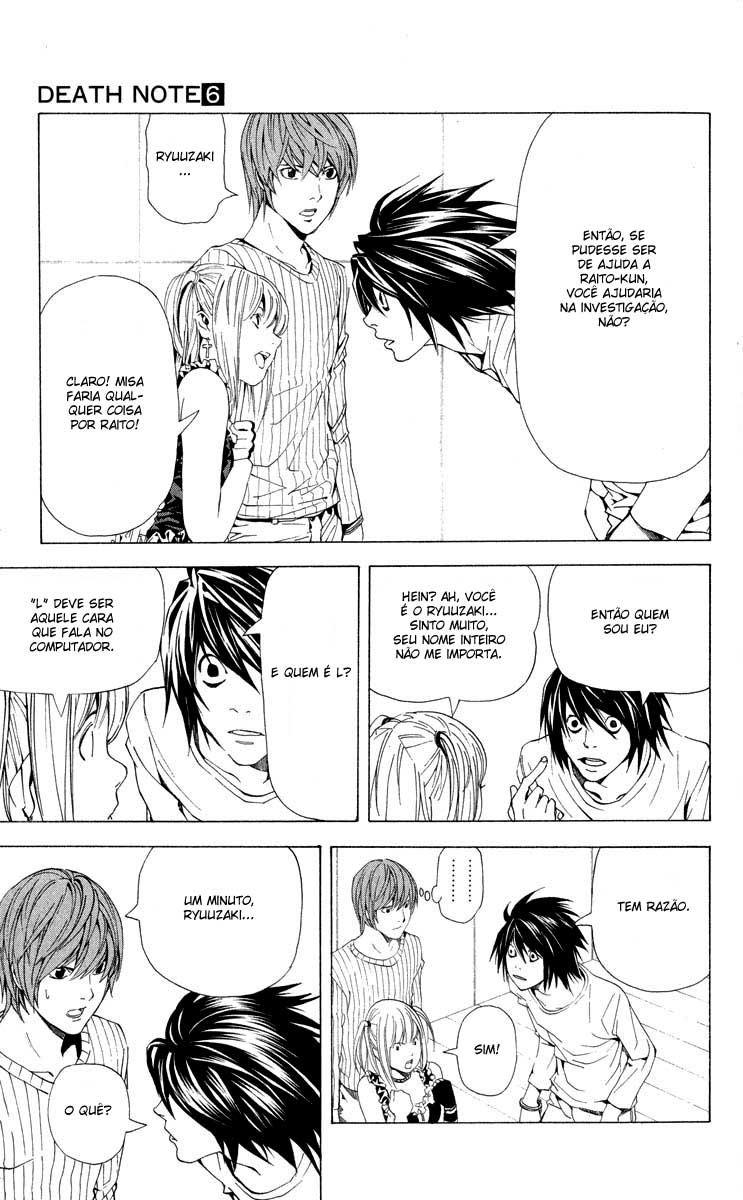 DEATH NOTE 6
ENTÃO, SE
PUDESSE SER
DE AJUDA A
RAITO-KUN,
VOCÊ AJUDARIA
NA INVESTIGAÇÃO,
NÃO?
RYUUZAKI
...
CLARO! MISA
FARIA QUAL-
QUER COISA
POR RAITO!
ENTÃO QUEM
SOU EU?
HEIN? AH, VOCÊ
É O RYUUZAKI...
SINTO MUITO,
SEU NOME INTEIRO
NÃO ME IMPORTA.
E QUEM É L?
"L" DEVE SER
AQUELE CARA
QUE FALA NO
COMPUTADOR.
TEM RAZÃO.
SIM!
......
......
UM MINUTO,
RYUUZAKI...
O QUÊ?